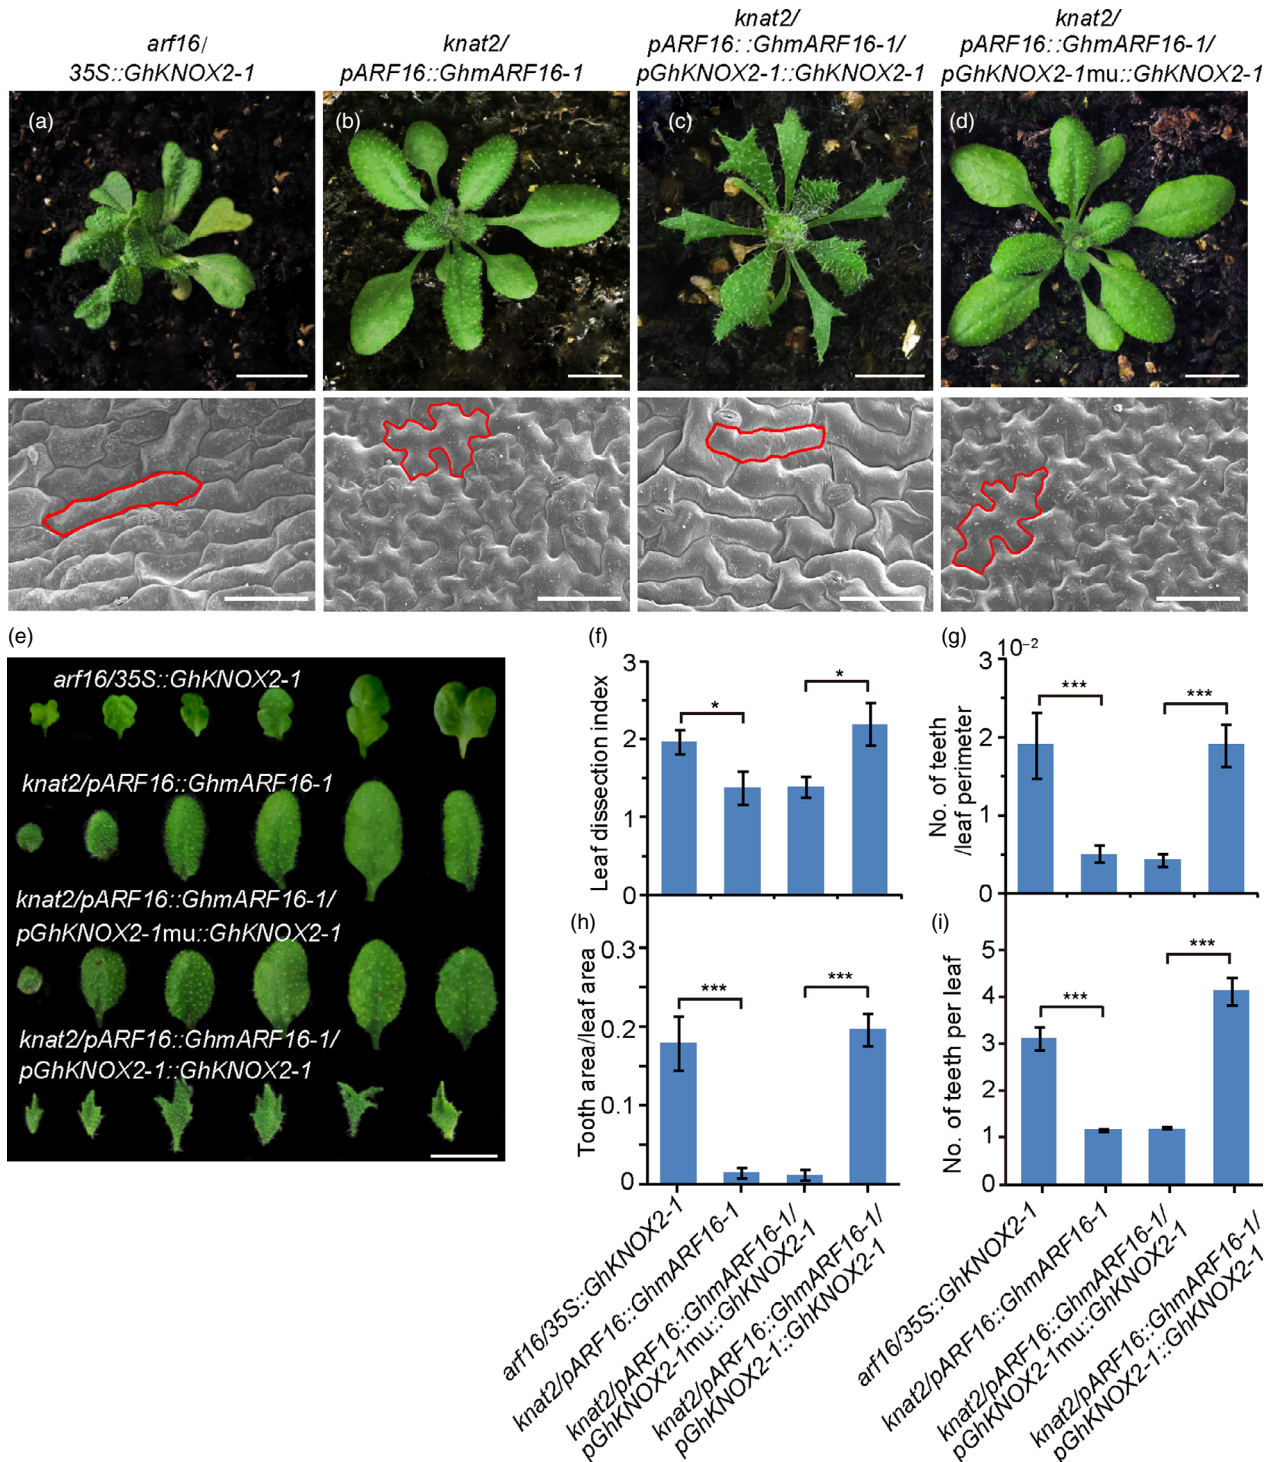 arf16/
35S::GhKNOX2-1
knat2/
pARF16::GhmARF16-1
knat2/
pARF16::GhmARF16-1/
pGhKNOX2-1::GhKNOX2-1
knat2/
pARF16::GhmARF16-1/
pGhKNOX2-1mu::GhKNOX2-1
(a)
(b)
(c)
(d)
(e)
arf16/35S::GhKNOX2-1
knat2/pARF16::GhmARF16-1
knat2/pARF16::GhmARF16-1/
pGhKNOX2-1mu::GhKNOX2-1
knat2/pARF16::GhmARF16-1/
pGhKNOX2-1::GhKNOX2-1
(f)
Leaf dissection index
3
2
1
0
*
*
(g)
10⁻²
No. of teeth
/leaf perimeter
3
2
1
0
***
***
(h)
Tooth area/leaf area
0.3
0.2
0.1
0
***
***
(i)
No. of teeth per leaf
5
4
3
2
1
0
***
***
arf16/35S::GhKNOX2-1
knat2/pARF16::GhmARF16-1
knat2/pARF16::GhmARF16-1/
pGhKNOX2-1mu::GhKNOX2-1
knat2/pARF16::GhmARF16-1/
pGhKNOX2-1::GhKNOX2-1
arf16/35S::GhKNOX2-1
knat2/pARF16::GhmARF16-1
knat2/pARF16::GhmARF16-1/
pGhKNOX2-1mu::GhKNOX2-1
knat2/pARF16::GhmARF16-1/
pGhKNOX2-1::GhKNOX2-1